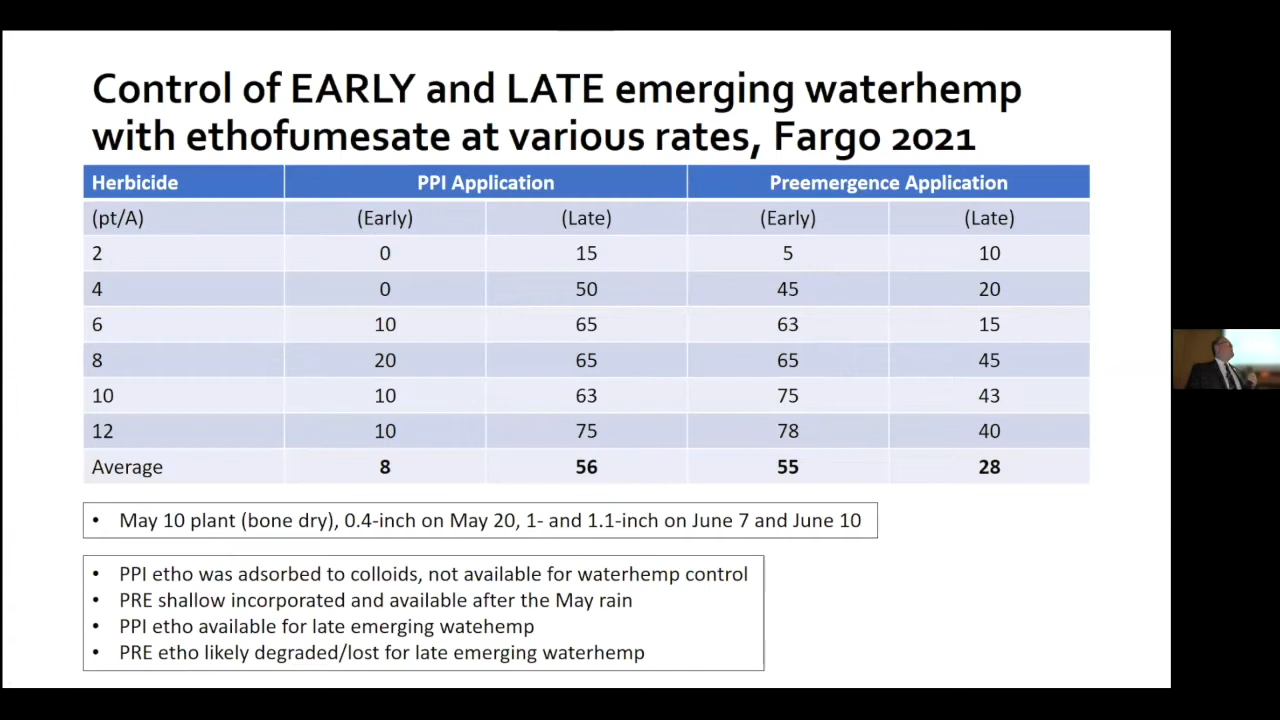 Control of EARLY and LATE emerging waterhemp
with ethofumesate at various rates, Fargo 2021
Herbicide PPI Application Preemergence Application
(pt/A) (Early) (Late) (Early) (Late)
2 0 15 5 10
4 0 50 45 20
6 10 65 63 15
8 20 65 65 45
10 10 63 75 43
12 10 75 78 40
Average 8 56 55 28
• May 10 plant (bone dry), 0.4-inch on May 20, 1- and 1.1-inch on June 7 and June 10
• PPI etho was adsorbed to colloids, not available for waterhemp control
• PRE shallow incorporated and available after the May rain
• PPI etho available for late emerging watehemp
• PRE etho likely degraded/lost for late emerging waterhemp